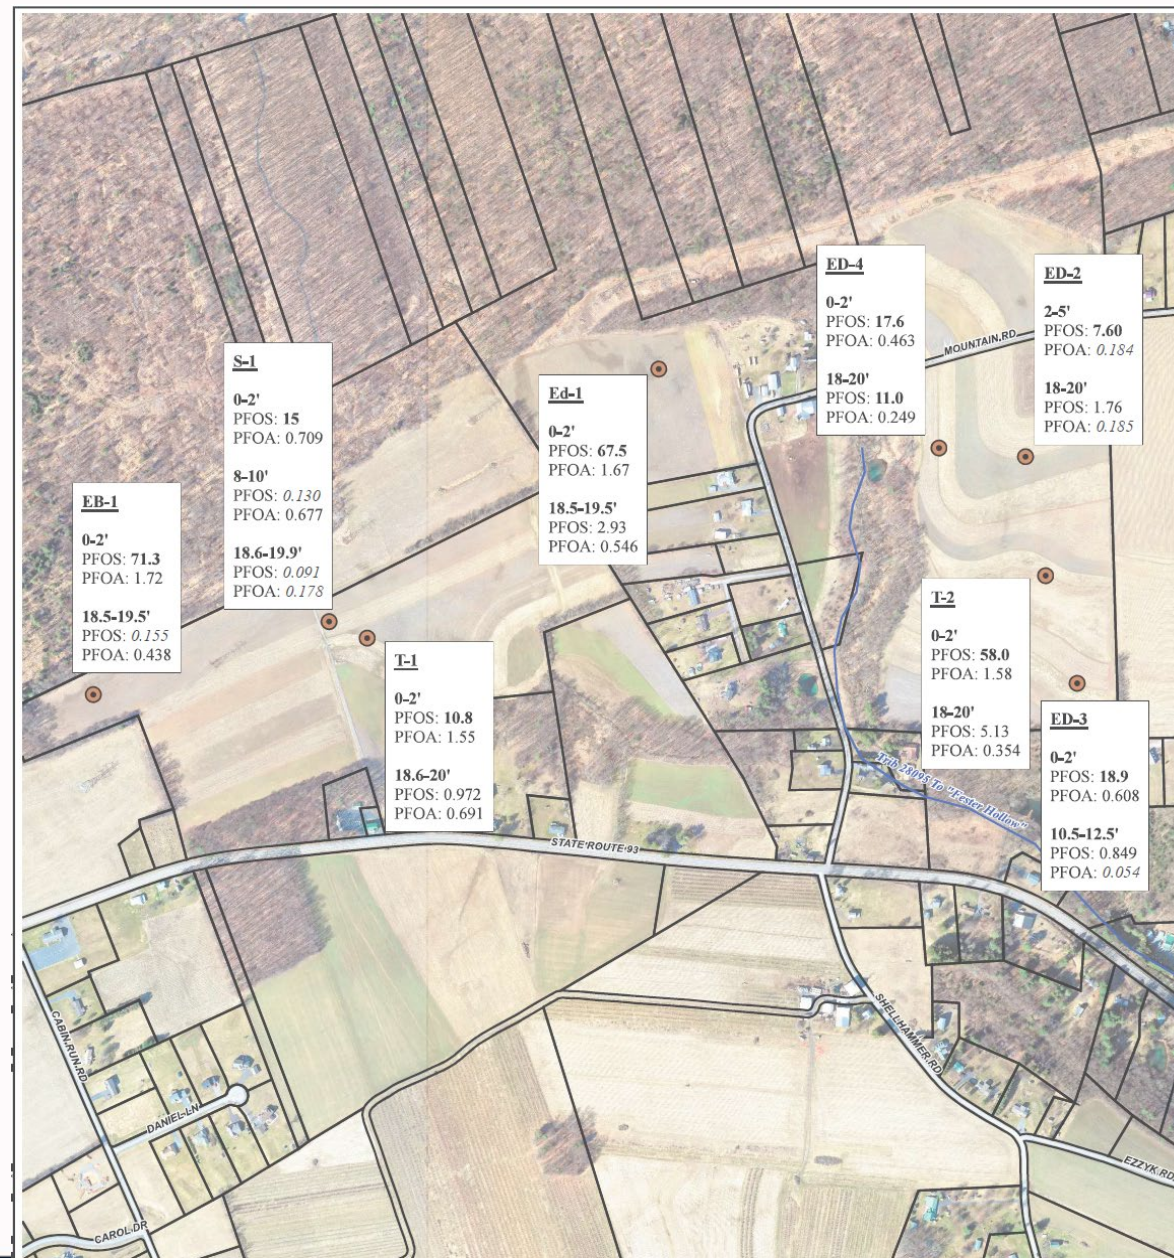 ED-4
0-2'
PFOS: 17.6
PFOA: 0.463
18-20'
PFOS: 11.0
PFOA: 0.249
ED-2
2-5'
PFOS: 7.60
PFOA: 0.184
18-20'
PFOS: 1.76
PFOA: 0.185
MOUNTAIN RD
S-1
0-2'
PFOS: 15
PFOA: 0.709
8-10'
PFOS: 0.130
PFOA: 0.677
18.6-19.9'
PFOS: 0.091
PFOA: 0.178
Ed-1
0-2'
PFOS: 67.5
PFOA: 1.67
18.5-19.5'
PFOS: 2.93
PFOA: 0.546
EB-1
0-2'
PFOS: 71.3
PFOA: 1.72
18.5-19.5'
PFOS: 0.155
PFOA: 0.438
T-2
0-2'
PFOS: 58.0
PFOA: 1.58
18-20'
PFOS: 5.13
PFOA: 0.354
T-1
0-2'
PFOS: 10.8
PFOA: 1.55
18.6-20'
PFOS: 0.972
PFOA: 0.691
ED-3
0-2'
PFOS: 18.9
PFOA: 0.608
10.5-12.5'
PFOS: 0.849
PFOA: 0.054
Trib 28095 To "Fester Hollow"
STATE ROUTE 93
SHELLHAMMER RD
CABIN RUN RD
DANIEL LN
EZZYK RD
CAROL DR